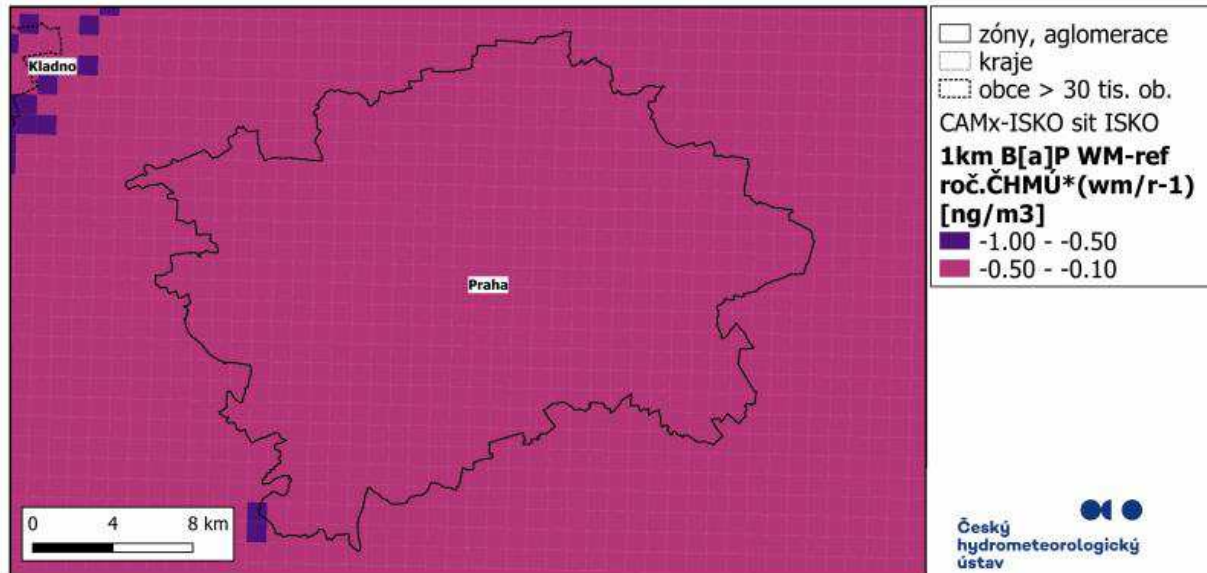 Kladno
Praha
0 4 8 km
zóny, aglomerace
kraje
obce > 30 tis. ob.
CAMx-ISKO sit ISKO
1km B[a]P WM-ref
roč.ČHMÚ*(wm/r-1)
[ng/m3]
-1.00 - -0.50
-0.50 - -0.10
Český
hydrometeorologický
ústav